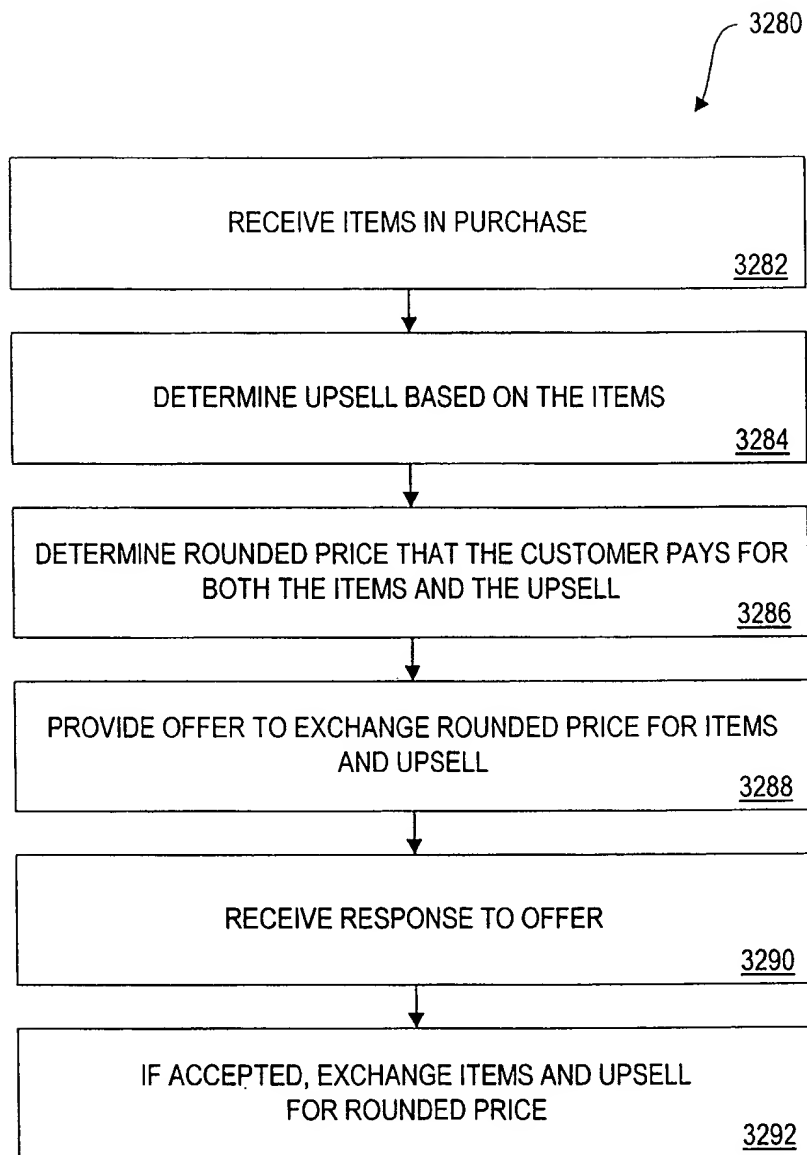 3280
RECEIVE ITEMS IN PURCHASE
3282
DETERMINE UPSELL BASED ON THE ITEMS
3284
DETERMINE ROUNDED PRICE THAT THE CUSTOMER PAYS FOR
BOTH THE ITEMS AND THE UPSELL
3286
PROVIDE OFFER TO EXCHANGE ROUNDED PRICE FOR ITEMS
AND UPSELL
3288
RECEIVE RESPONSE TO OFFER
3290
IF ACCEPTED, EXCHANGE ITEMS AND UPSELL
FOR ROUNDED PRICE
3292